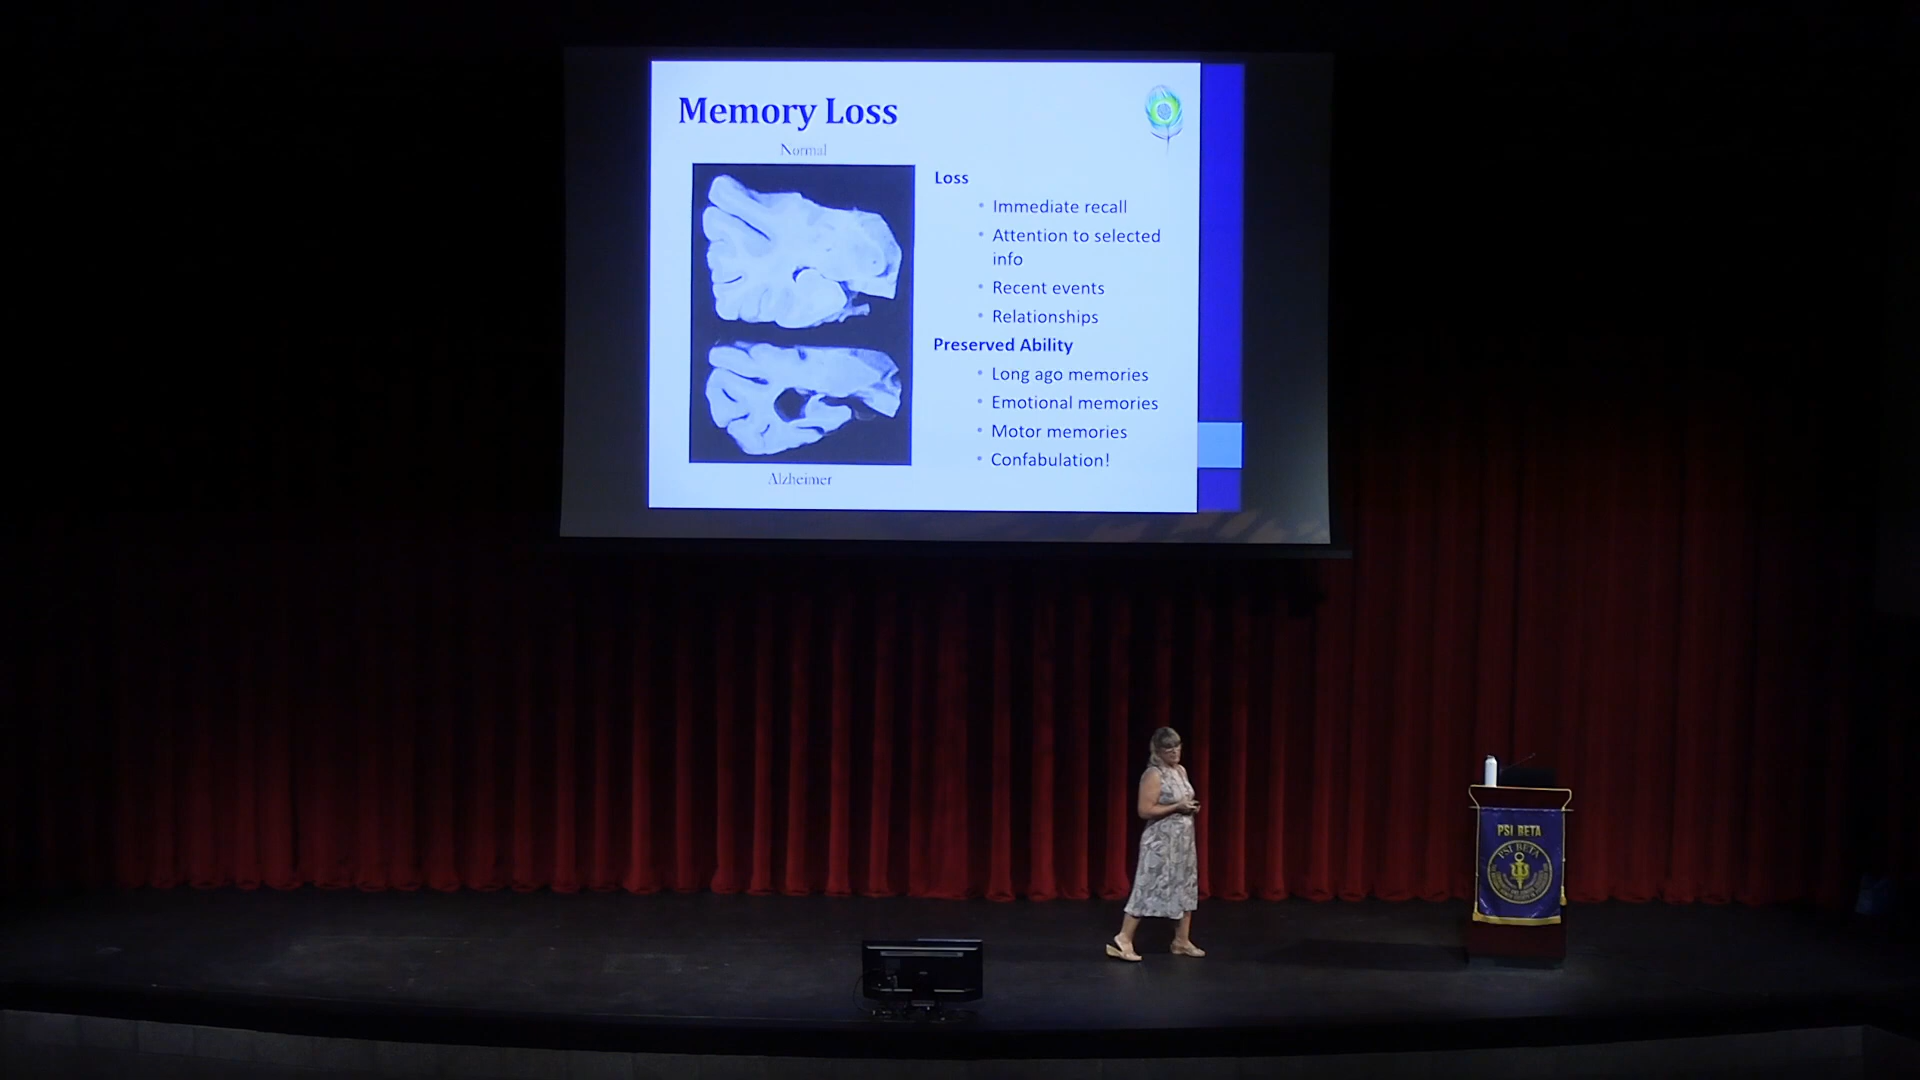 Memory Loss
Normal
Loss
• Immediate recall
• Attention to selected
info
• Recent events
• Relationships
Preserved Ability
• Long ago memories
• Emotional memories
• Motor memories
• Confabulation!
Alzheimer
PSI BETA
PSI BETA